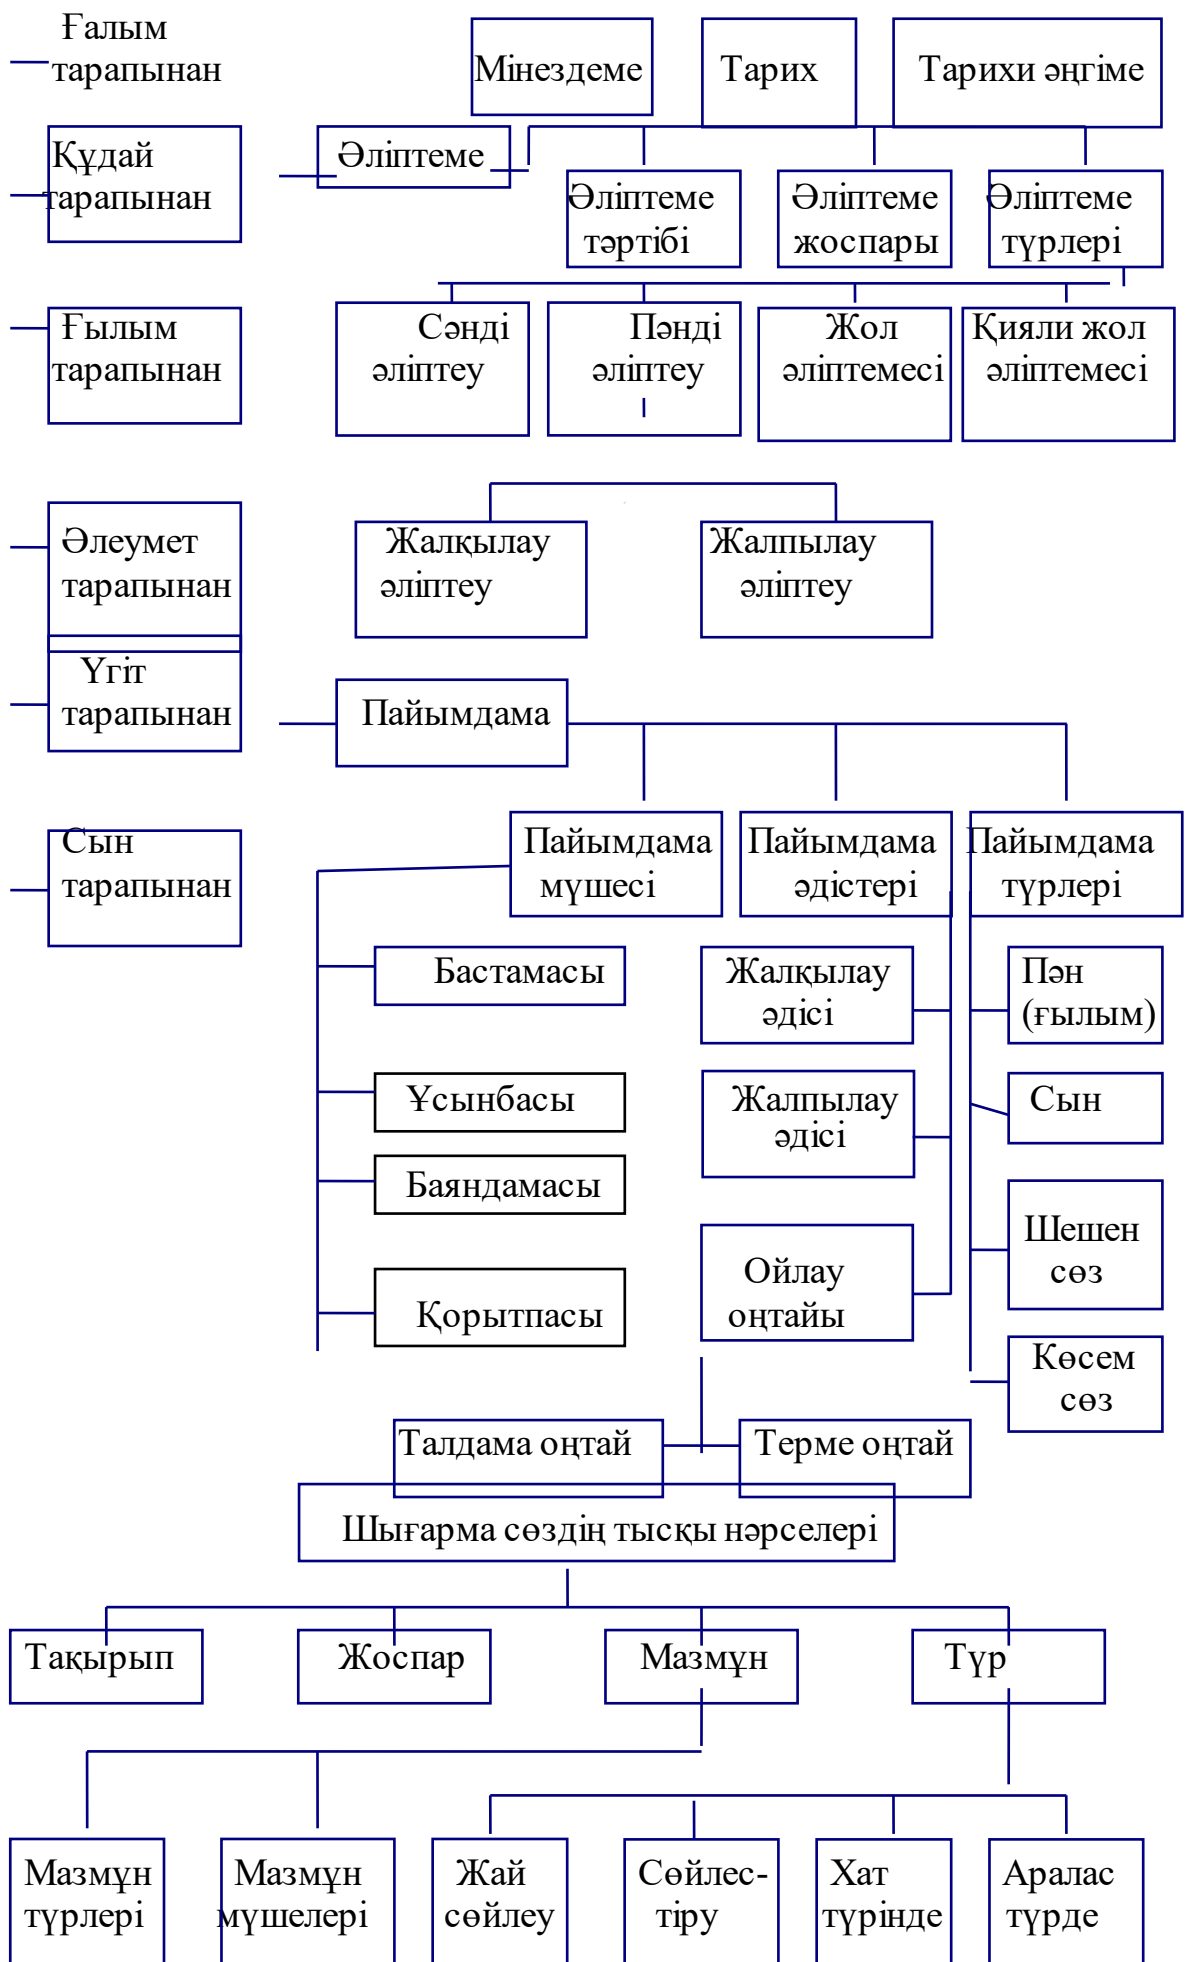 Ғалым
тарапынан
Мінездеме
Тарих
Тарихи әңгіме
Құдай
тарапынан
Әліптеме
Әліптеме
тәртібі
Әліптеме
жоспары
Әліптеме
түрлері
Ғылым
тарапынан
Сәнді
әліптеу
Пәнді
әліптеу
Жол
әліптемесі
Қияли жол
әліптемесі
Әлеумет
тарапынан
Жалқылау
әліптеу
Жалпылау
әліптеу
Үгіт
тарапынан
Пайымдама
Сын
тарапынан
Пайымдама
мүшесі
Пайымдама
әдістері
Пайымдама
түрлері
Бастамасы
Жалқылау
әдісі
Пән
(ғылым)
Ұсынбасы
Жалпылау
әдісі
Сын
Баяндамасы
Шешен
сөз
Қорытпасы
Ойлау
оңтайы
Көсем
сөз
Талдама оңтай
Терме оңтай
Шығарма сөздің тысқы нәрселері
Тақырып
Жоспар
Мазмұн
Түр
Мазмұн
түрлері
Мазмұн
мүшелері
Жай
сөйлеу
Сөйлес-
тіру
Хат
түрінде
Аралас
түрде